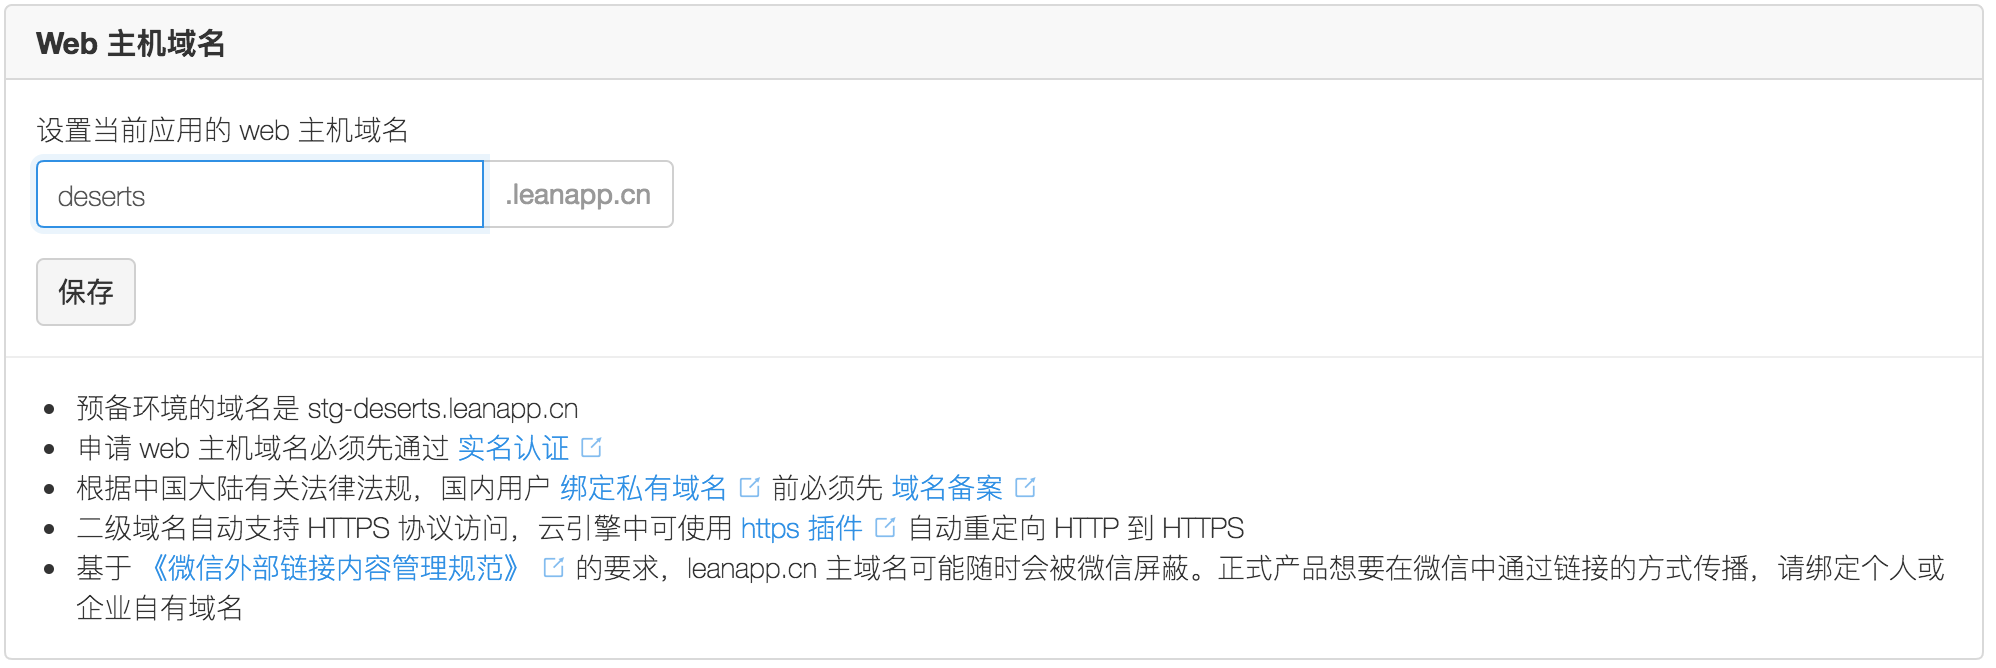 Web 主机域名
设置当前应用的 web 主机域名
deserts .leanapp.cn
保存
预备环境的域名是 stg-deserts.leanapp.cn
申请 web 主机域名必须先通过 实名认证
根据中国大陆有关法律法规，国内用户 绑定私有域名 前必须先 域名备案
二级域名自动支持 HTTPS 协议访问，云引擎中可使用 https 插件 自动重定向 HTTP 到 HTTPS
基于 《微信外部链接内容管理规范》 的要求，leanapp.cn 主域名可能随时会被微信屏蔽。正式产品想要在微信中通过链接的方式传播，请绑定个人或
企业自有域名